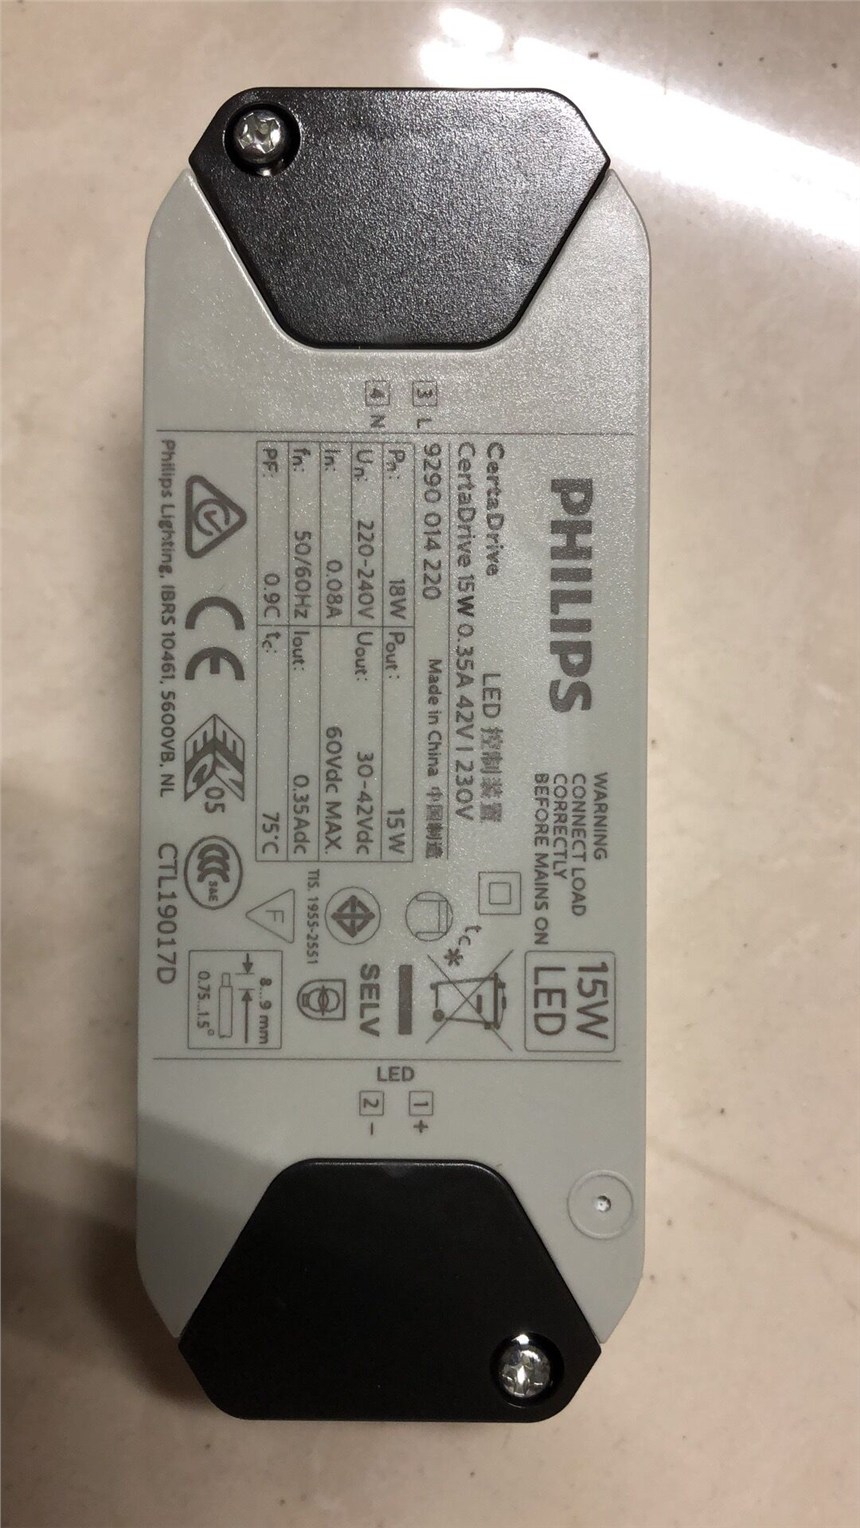 3 L
4 N
PHILIPS
WARNING
CONNECT LOAD
CORRECTLY
BEFORE MAINS ON
15W
LED
CertaDrive LED 控制装置
CertaDrive 15W 0.35A 42V I 230V
9290 014 220 Made in China 中国制造
Pn: 18W Pout: 15W
Un: 220-240V Uout: 30-42Vdc
In: 0.08A 60Vdc MAX.
fn: 50/60Hz Iout: 0.35Adc
PF: 0.9C tc: 75°C
tc*
SELV
TIS. 1955-2551
F
CE
05
S&E
8...9 mm
0.75...1.5°
Philips Lighting, IBRS 10461, 5600VB, NL
CTL19017D
LED
1 +
2 -